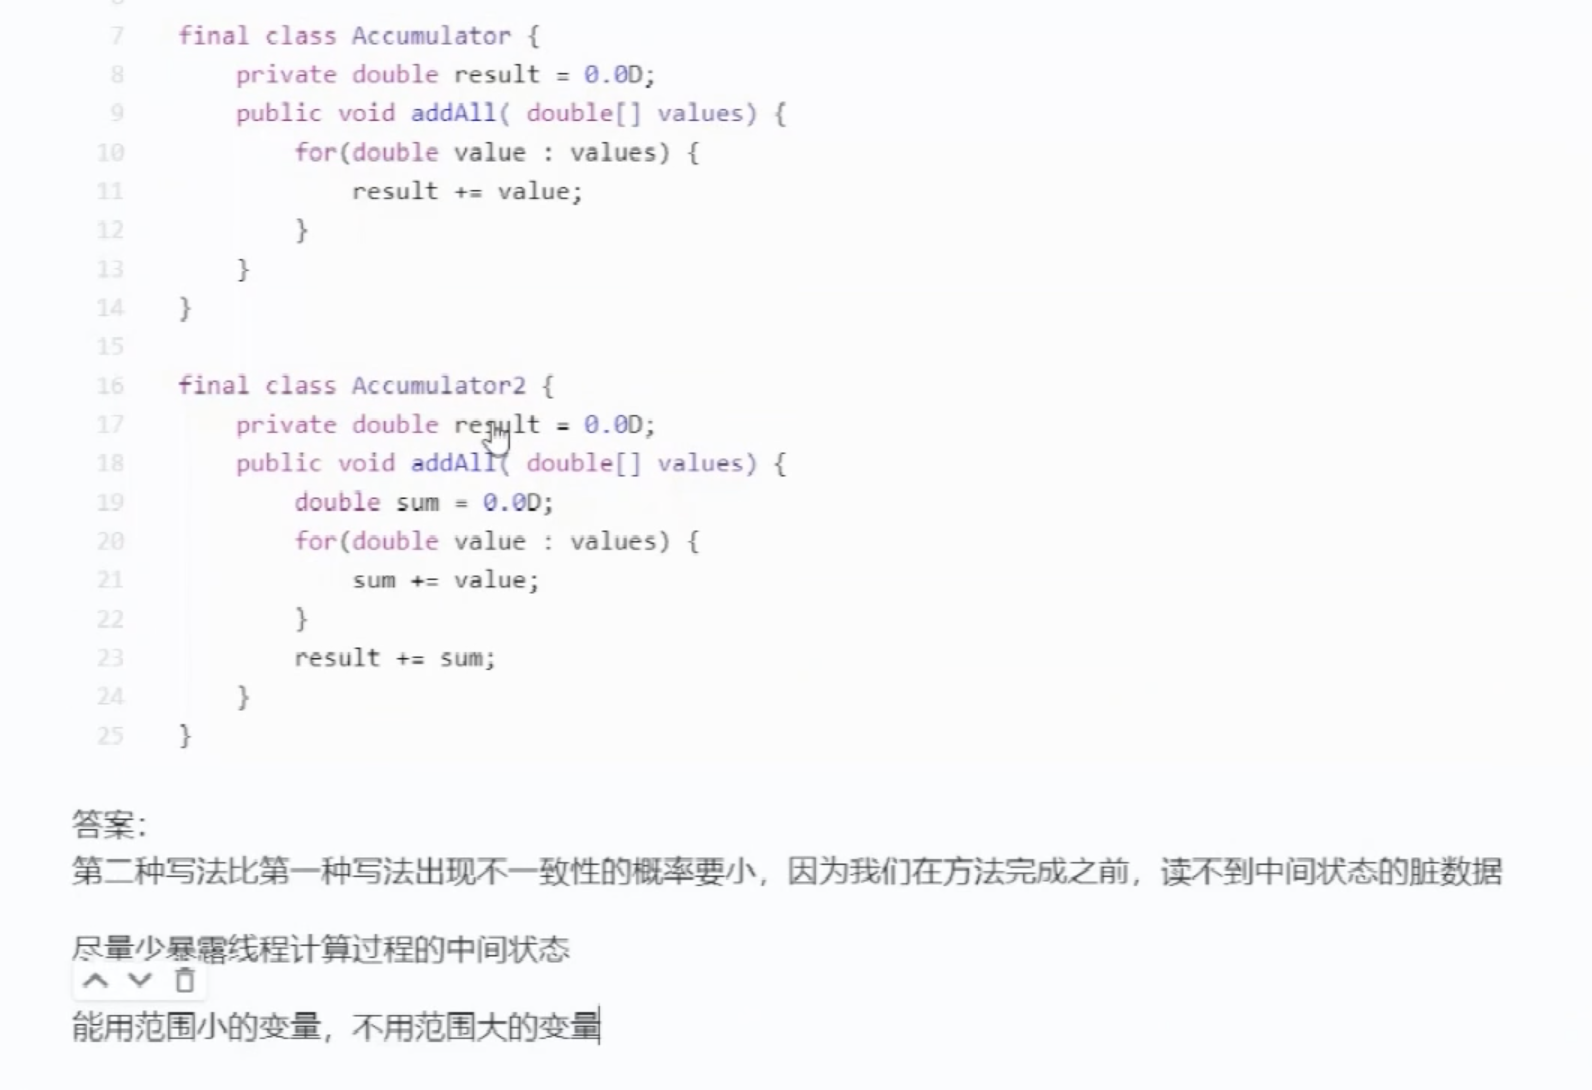 7 final class Accumulator {
8 private double result = 0.0D;
9 public void addAll( double[] values) {
10 for(double value : values) {
11 result += value;
12 }
13 }
14 }
15
16 final class Accumulator2 {
17 private double result = 0.0D;
18 public void addAll( double[] values) {
19 double sum = 0.0D;
20 for(double value : values) {
21 sum += value;
22 }
23 result += sum;
24 }
25 }
答案：
第二种写法比第一种写法出现不一致性的概率要小，因为我们在方法完成之前，读不到中间状态的脏数据
尽量少暴露线程计算过程的中间状态
能用范围小的变量，不用范围大的变量